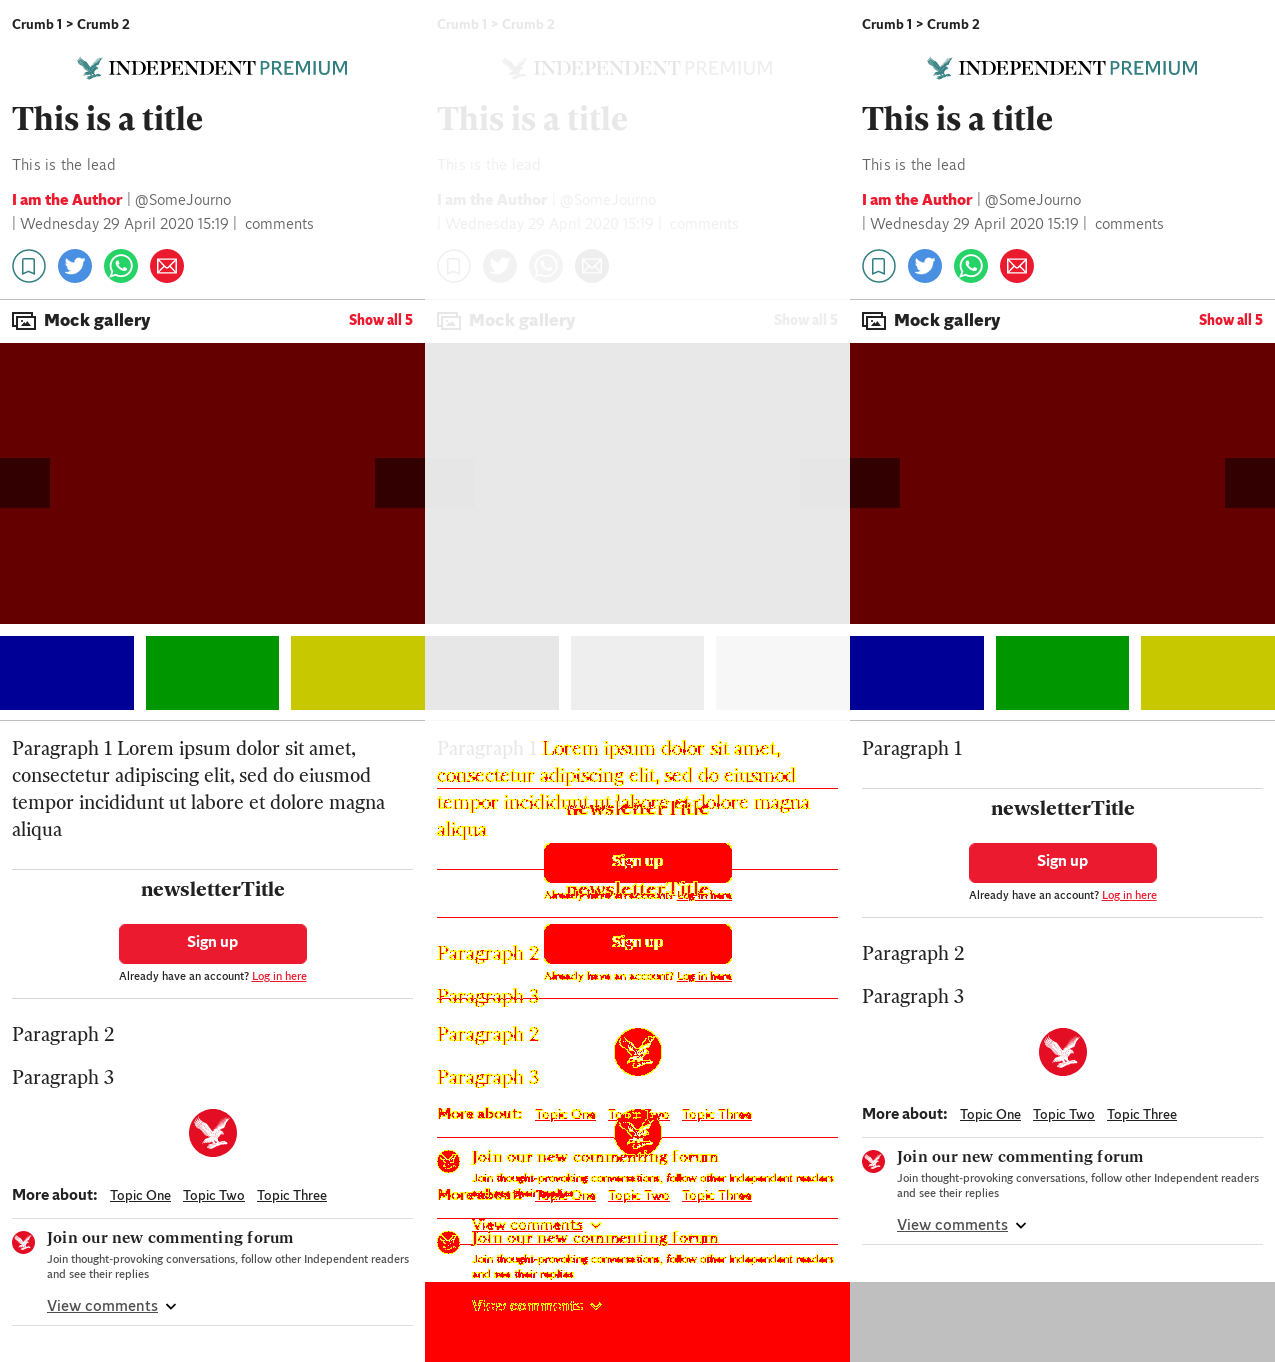 Crumb 1 > Crumb 2
INDEPENDENT PREMIUM
This is a title
This is the lead
I am the Author | @SomeJourno
| Wednesday 29 April 2020 15:19 | comments
Mock gallery Show all 5
Paragraph 1 Lorem ipsum dolor sit amet,
consectetur adipiscing elit, sed do eiusmod
tempor incididunt ut labore et dolore magna
aliqua
newsletterTitle
Sign up
Already have an account? Log in here
Paragraph 2
Paragraph 3
More about: Topic One Topic Two Topic Three
Join our new commenting forum
Join thought-provoking conversations, follow other Independent readers
and see their replies
View comments
Crumb 1 > Crumb 2
INDEPENDENT PREMIUM
This is a title
This is the lead
I am the Author | @SomeJourno
| Wednesday 29 April 2020 15:19 | comments
Mock gallery Show all 5
Paragraph 1 Lorem ipsum dolor sit amet,
consectetur adipiscing elit, sed do eiusmod
tempor incididunt ut labore et dolore magna
newsletterTitle
aliqua
Sign up
newsletterTitle
Already have an account? Log in here
Sign up
Paragraph 2
Already have an account? Log in here
Paragraph 3
Paragraph 2
Paragraph 3
More about: Topic One Topic Two Topic Three
Join our new commenting forum
Join thought-provoking conversations, follow other Independent readers
and see their replies
More about: Topic One Topic Two Topic Three
View comments
Join our new commenting forum
Join thought-provoking conversations, follow other Independent readers
and see their replies
View comments
Crumb 1 > Crumb 2
INDEPENDENT PREMIUM
This is a title
This is the lead
I am the Author | @SomeJourno
| Wednesday 29 April 2020 15:19 | comments
Mock gallery Show all 5
Paragraph 1
newsletterTitle
Sign up
Already have an account? Log in here
Paragraph 2
Paragraph 3
More about: Topic One Topic Two Topic Three
Join our new commenting forum
Join thought-provoking conversations, follow other Independent readers
and see their replies
View comments